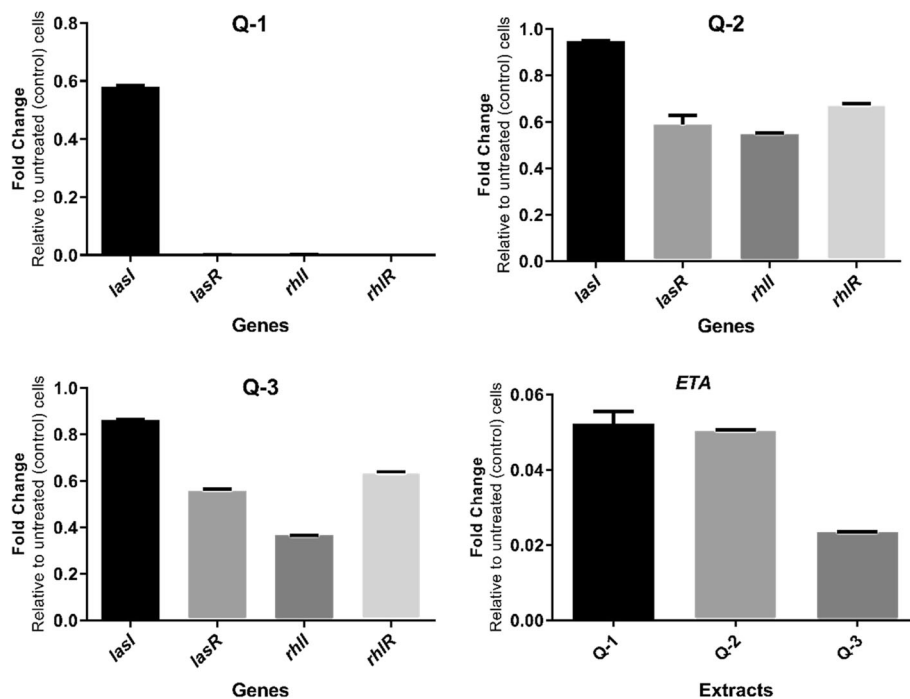 Q-1
Fold Change
Relative to untreated (control) cells
0.8
0.6
0.4
0.2
0.0
lasI
lasR
rhlI
rhlR
Genes
Q-2
Fold Change
Relative to untreated (control) cells
1.0
0.8
0.6
0.4
0.2
0.0
lasI
lasR
rhlI
rhlR
Genes
Q-3
Fold Change
Relative to untreated (control) cells
1.0
0.8
0.6
0.4
0.2
0.0
lasI
lasR
rhlI
rhlR
Genes
ETA
Fold Change
Relative to untreated (control) cells
0.06
0.04
0.02
0.00
Q-1
Q-2
Q-3
Extracts